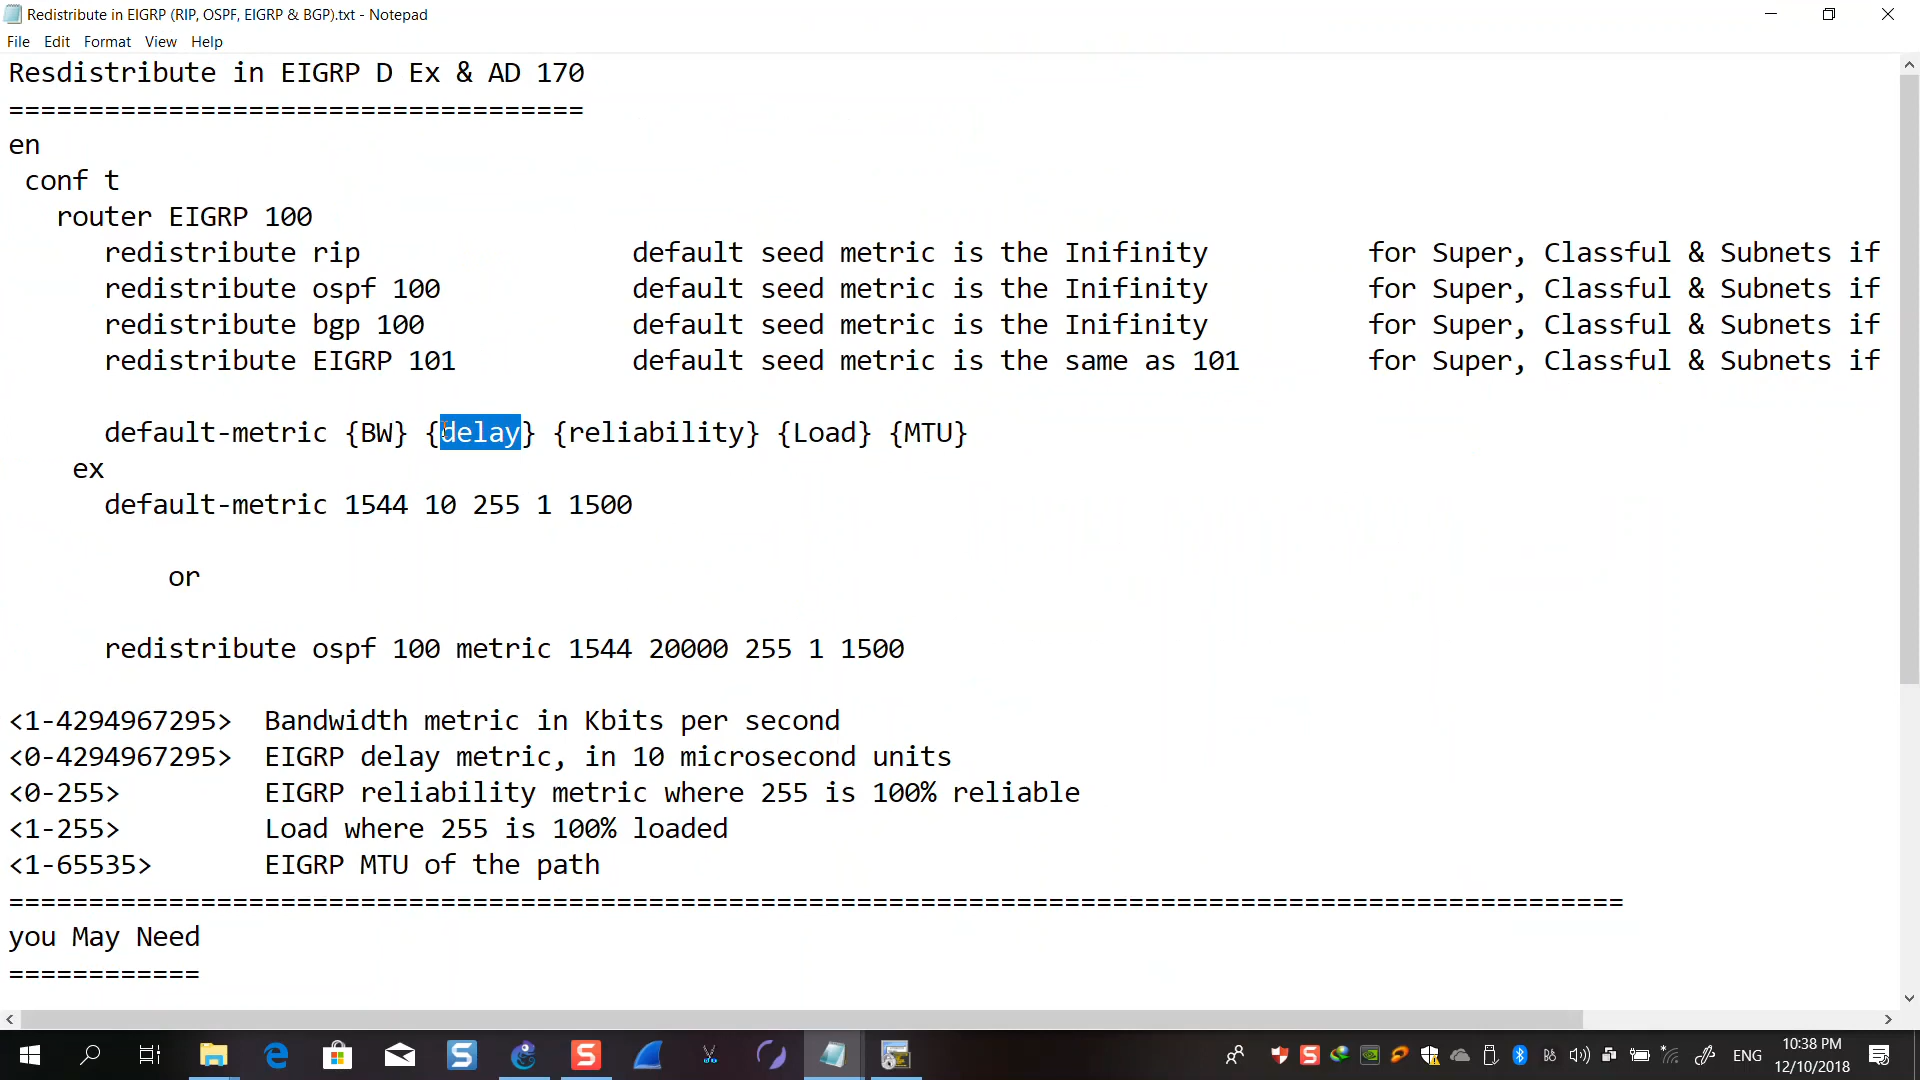 Redistribute in EIGRP (RIP, OSPF, EIGRP & BGP).txt - Notepad
File Edit Format View Help
Resdistribute in EIGRP D Ex & AD 170
====================================
en
conf t
router EIGRP 100
redistribute rip default seed metric is the Inifinity for Super, Classful & Subnets if
redistribute ospf 100 default seed metric is the Inifinity for Super, Classful & Subnets if
redistribute bgp 100 default seed metric is the Inifinity for Super, Classful & Subnets if
redistribute EIGRP 101 default seed metric is the same as 101 for Super, Classful & Subnets if
default-metric {BW} {delay} {reliability} {Load} {MTU}
ex
default-metric 1544 10 255 1 1500
or
redistribute ospf 100 metric 1544 20000 255 1 1500
<1-4294967295> Bandwidth metric in Kbits per second
<0-4294967295> EIGRP delay metric, in 10 microsecond units
<0-255> EIGRP reliability metric where 255 is 100% reliable
<1-255> Load where 255 is 100% loaded
<1-65535> EIGRP MTU of the path
=====================================================================================================
you May Need
============
ENG
10:38 PM
12/10/2018